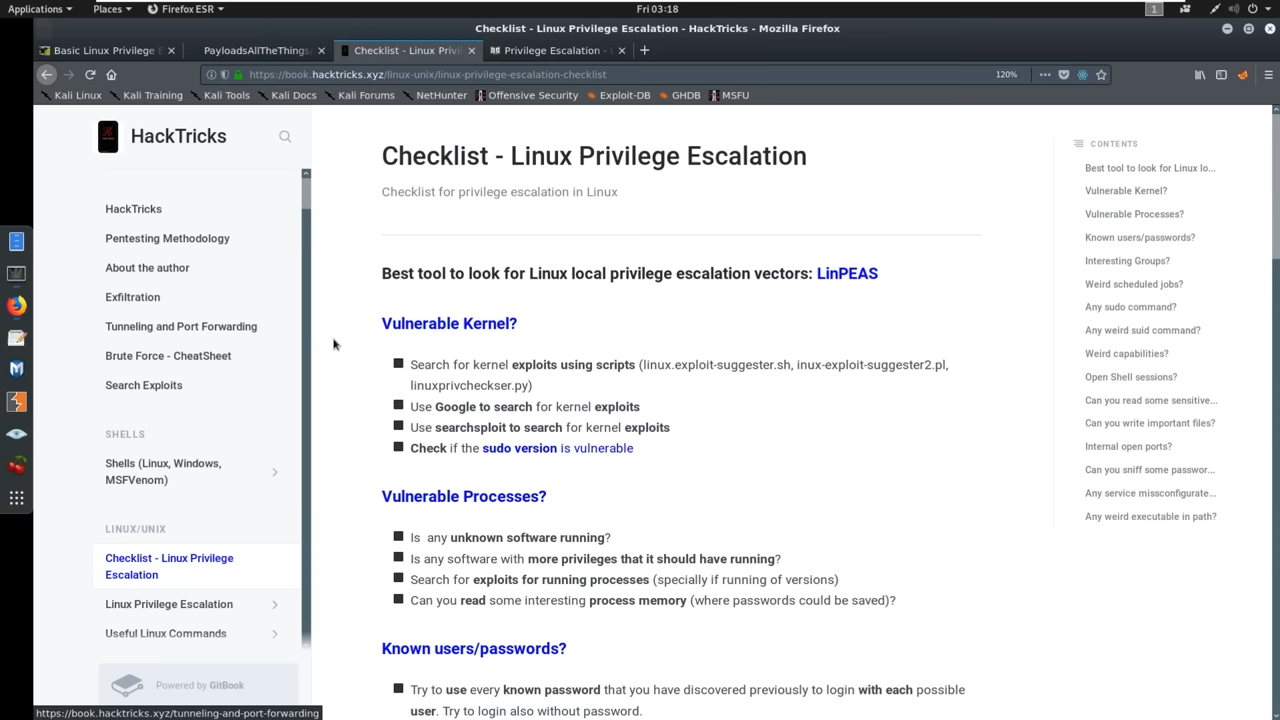 Applications
Places
Firefox ESR
Fri 03:18
1
Checklist - Linux Privilege Escalation - HackTricks - Mozilla Firefox
Basic Linux Privilege E
PayloadsAllTheThings
Checklist - Linux Privil
Privilege Escalation - L
https://book.hacktricks.xyz/linux-unix/linux-privilege-escalation-checklist
120%
Kali Linux
Kali Training
Kali Tools
Kali Docs
Kali Forums
NetHunter
Offensive Security
Exploit-DB
GHDB
MSFU
HackTricks
HackTricks
Pentesting Methodology
About the author
Exfiltration
Tunneling and Port Forwarding
Brute Force - CheatSheet
Search Exploits
SHELLS
Shells (Linux, Windows,
MSFVenom)
LINUX/UNIX
Checklist - Linux Privilege
Escalation
Linux Privilege Escalation
Useful Linux Commands
Powered by GitBook
https://book.hacktricks.xyz/tunneling-and-port-forwarding
Checklist - Linux Privilege Escalation
Checklist for privilege escalation in Linux
Best tool to look for Linux local privilege escalation vectors: LinPEAS
Vulnerable Kernel?
Search for kernel exploits using scripts (linux.exploit-suggester.sh, inux-exploit-suggester2.pl,
linuxprivchekser.py)
Use Google to search for kernel exploits
Use searchsploit to search for kernel exploits
Check if the sudo version is vulnerable
Vulnerable Processes?
Is any unknown software running?
Is any software with more privileges that it should have running?
Search for exploits for running processes (specially if running of versions)
Can you read some interesting process memory (where passwords could be saved)?
Known users/passwords?
Try to use every known password that you have discovered previously to login with each possible
user. Try to login also without password.
CONTENTS
Best tool to look for Linux lo...
Vulnerable Kernel?
Vulnerable Processes?
Known users/passwords?
Interesting Groups?
Weird scheduled jobs?
Any sudo command?
Any weird suid command?
Weird capabilities?
Open Shell sessions?
Can you read some sensitive...
Can you write important files?
Internal open ports?
Can you sniff some passwor...
Any service missconfigurate...
Any weird executable in path?